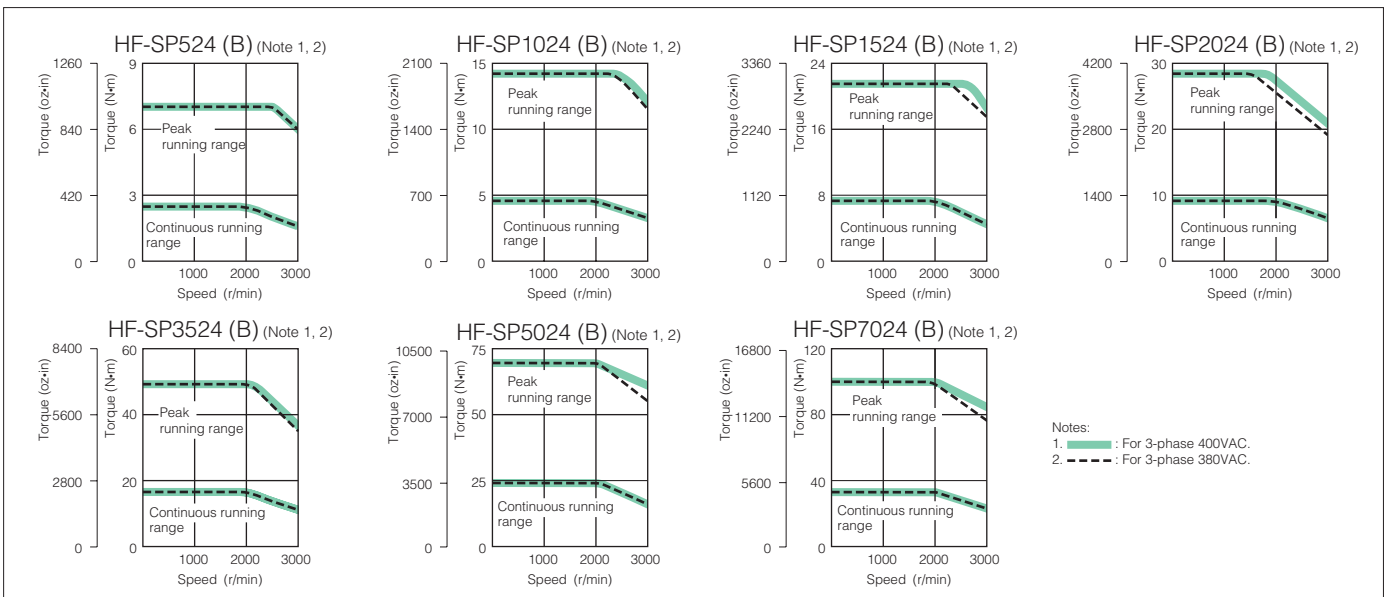 HF-SP524 (B) (Note 1, 2)
Torque (oz•in)
1260
840
420
0
Torque (N•m)
9
6
3
0
Peak
running range
Continuous running
range
1000 2000 3000
Speed (r/min)
HF-SP1024 (B) (Note 1, 2)
Torque (oz•in)
2100
1400
700
0
Torque (N•m)
15
10
5
0
Peak
running range
Continuous running
range
1000 2000 3000
Speed (r/min)
HF-SP1524 (B) (Note 1, 2)
Torque (oz•in)
3360
2240
1120
0
Torque (N•m)
24
16
8
0
Peak
running range
Continuous running
range
1000 2000 3000
Speed (r/min)
HF-SP2024 (B) (Note 1, 2)
Torque (oz•in)
4200
2800
1400
0
Torque (N•m)
30
20
10
0
Peak
running range
Continuous running
range
1000 2000 3000
Speed (r/min)
HF-SP3524 (B) (Note 1, 2)
Torque (oz•in)
8400
5600
2800
0
Torque (N•m)
60
40
20
0
Peak
running range
Continuous running
range
1000 2000 3000
Speed (r/min)
HF-SP5024 (B) (Note 1, 2)
Torque (oz•in)
10500
7000
3500
0
Torque (N•m)
75
50
25
0
Peak
running range
Continuous running
range
1000 2000 3000
Speed (r/min)
HF-SP7024 (B) (Note 1, 2)
Torque (oz•in)
16800
11200
5600
0
Torque (N•m)
120
80
40
0
Peak
running range
Continuous running
range
1000 2000 3000
Speed (r/min)
Notes:
1. : For 3-phase 400VAC.
2. : For 3-phase 380VAC.